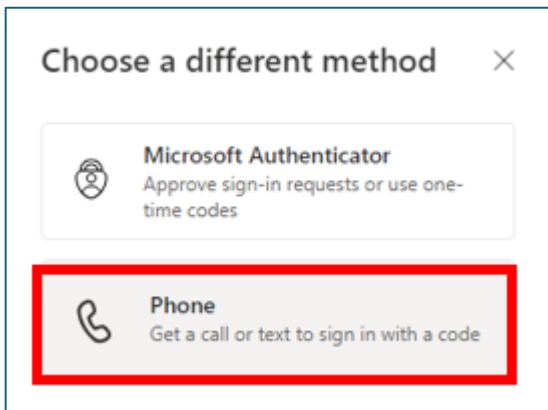 Choose a different method
Microsoft Authenticator
Approve sign-in requests or use one-
time codes
Phone
Get a call or text to sign in with a code